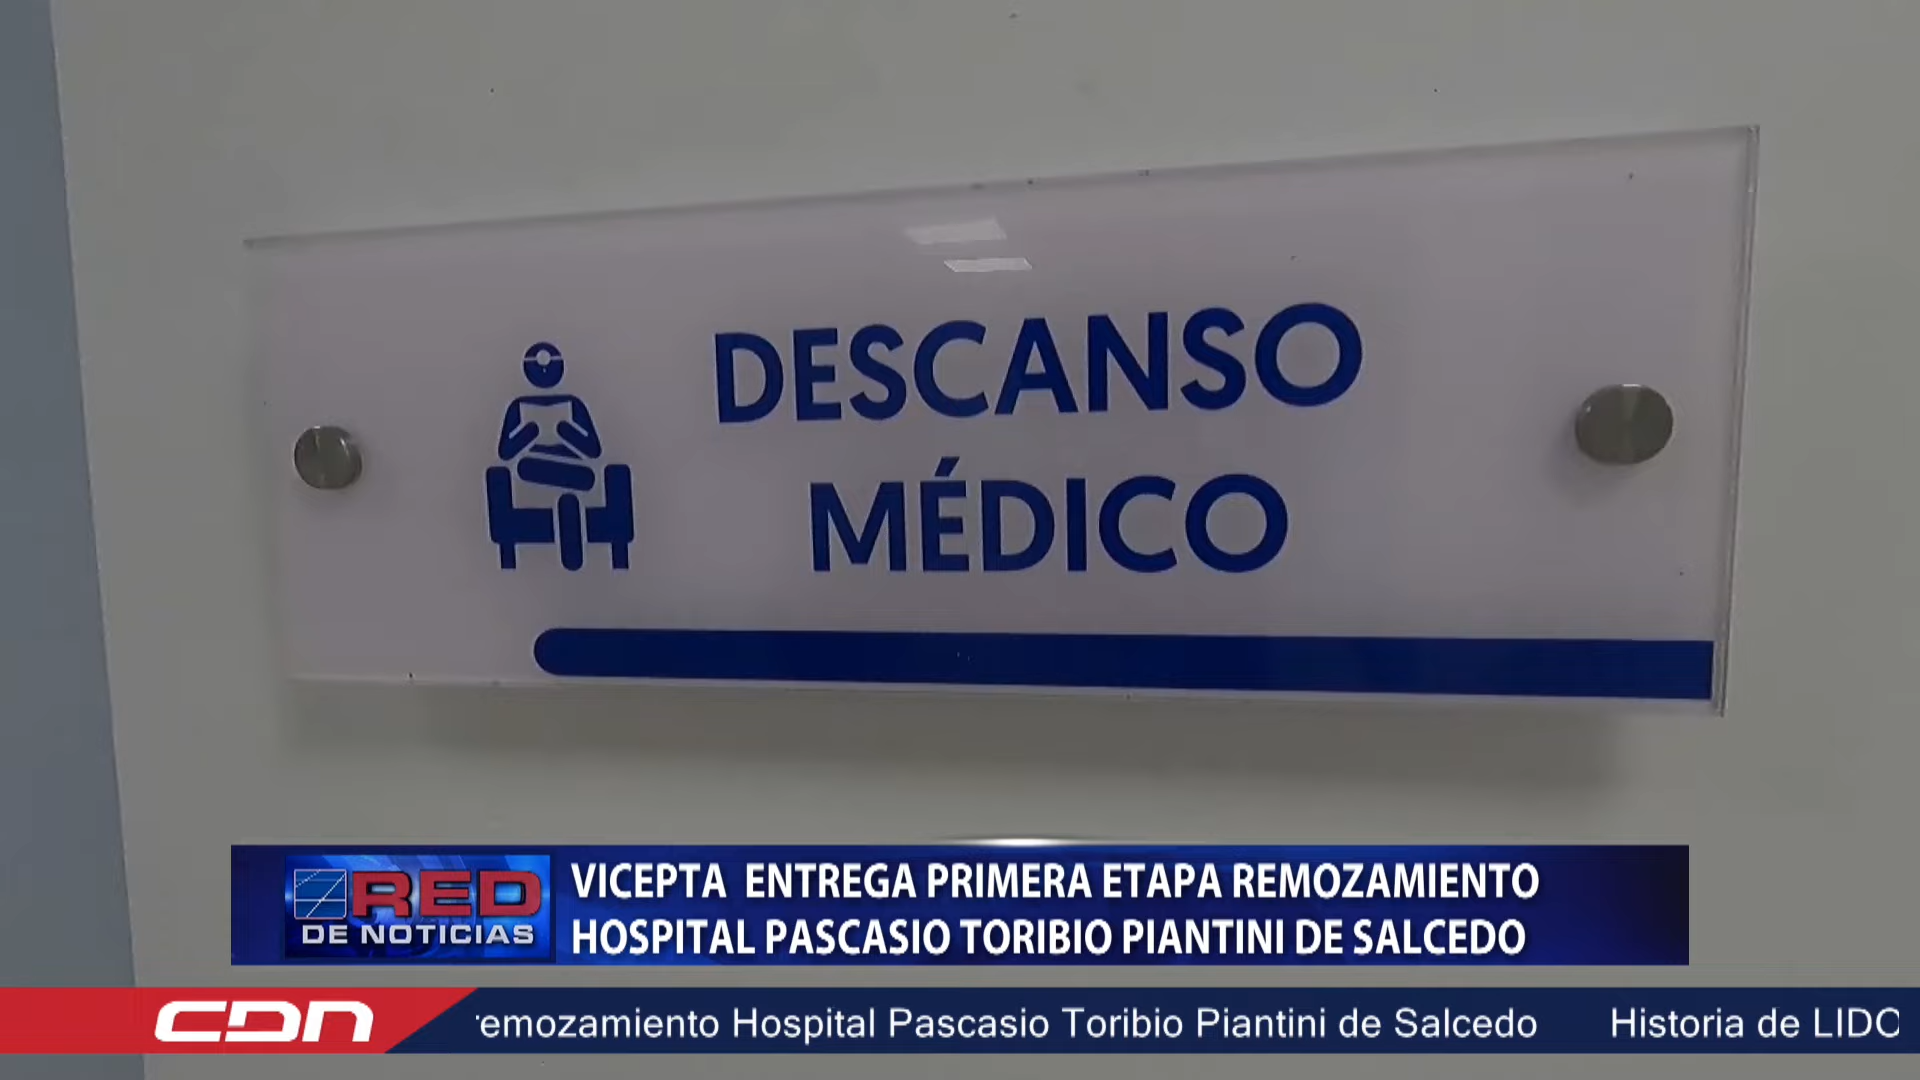 DESCANSO
MÉDICO
RED
DE NOTICIAS
VICEPTA ENTREGA PRIMERA ETAPA REMOZAMIENTO
HOSPITAL PASCASIO TORIBIO PIANTINI DE SALCEDO
CDN
emozamiento Hospital Pascasio Toribio Piantini de Salcedo Historia de LIDO